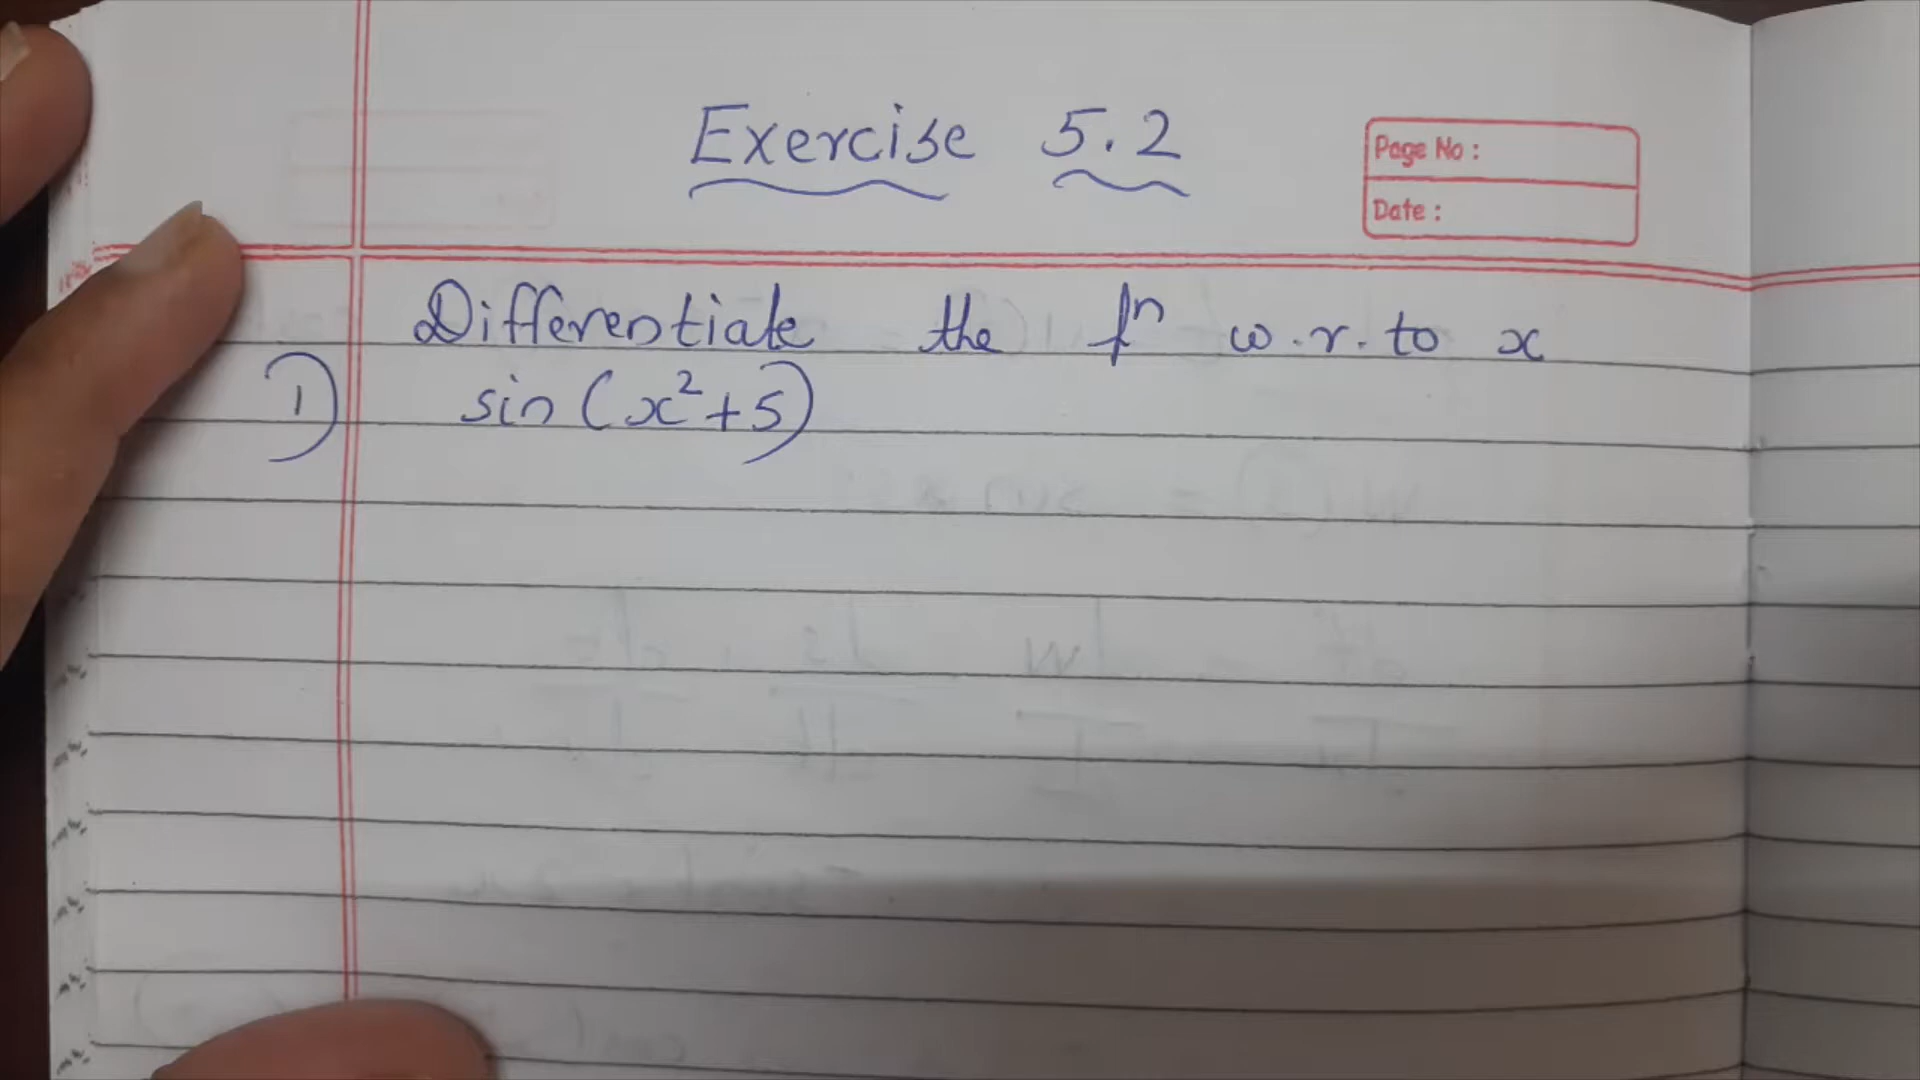 Exercise 5.2
Page No :
Date :
Differentiate the fⁿ w.r.to x
1) sin (x²+5)